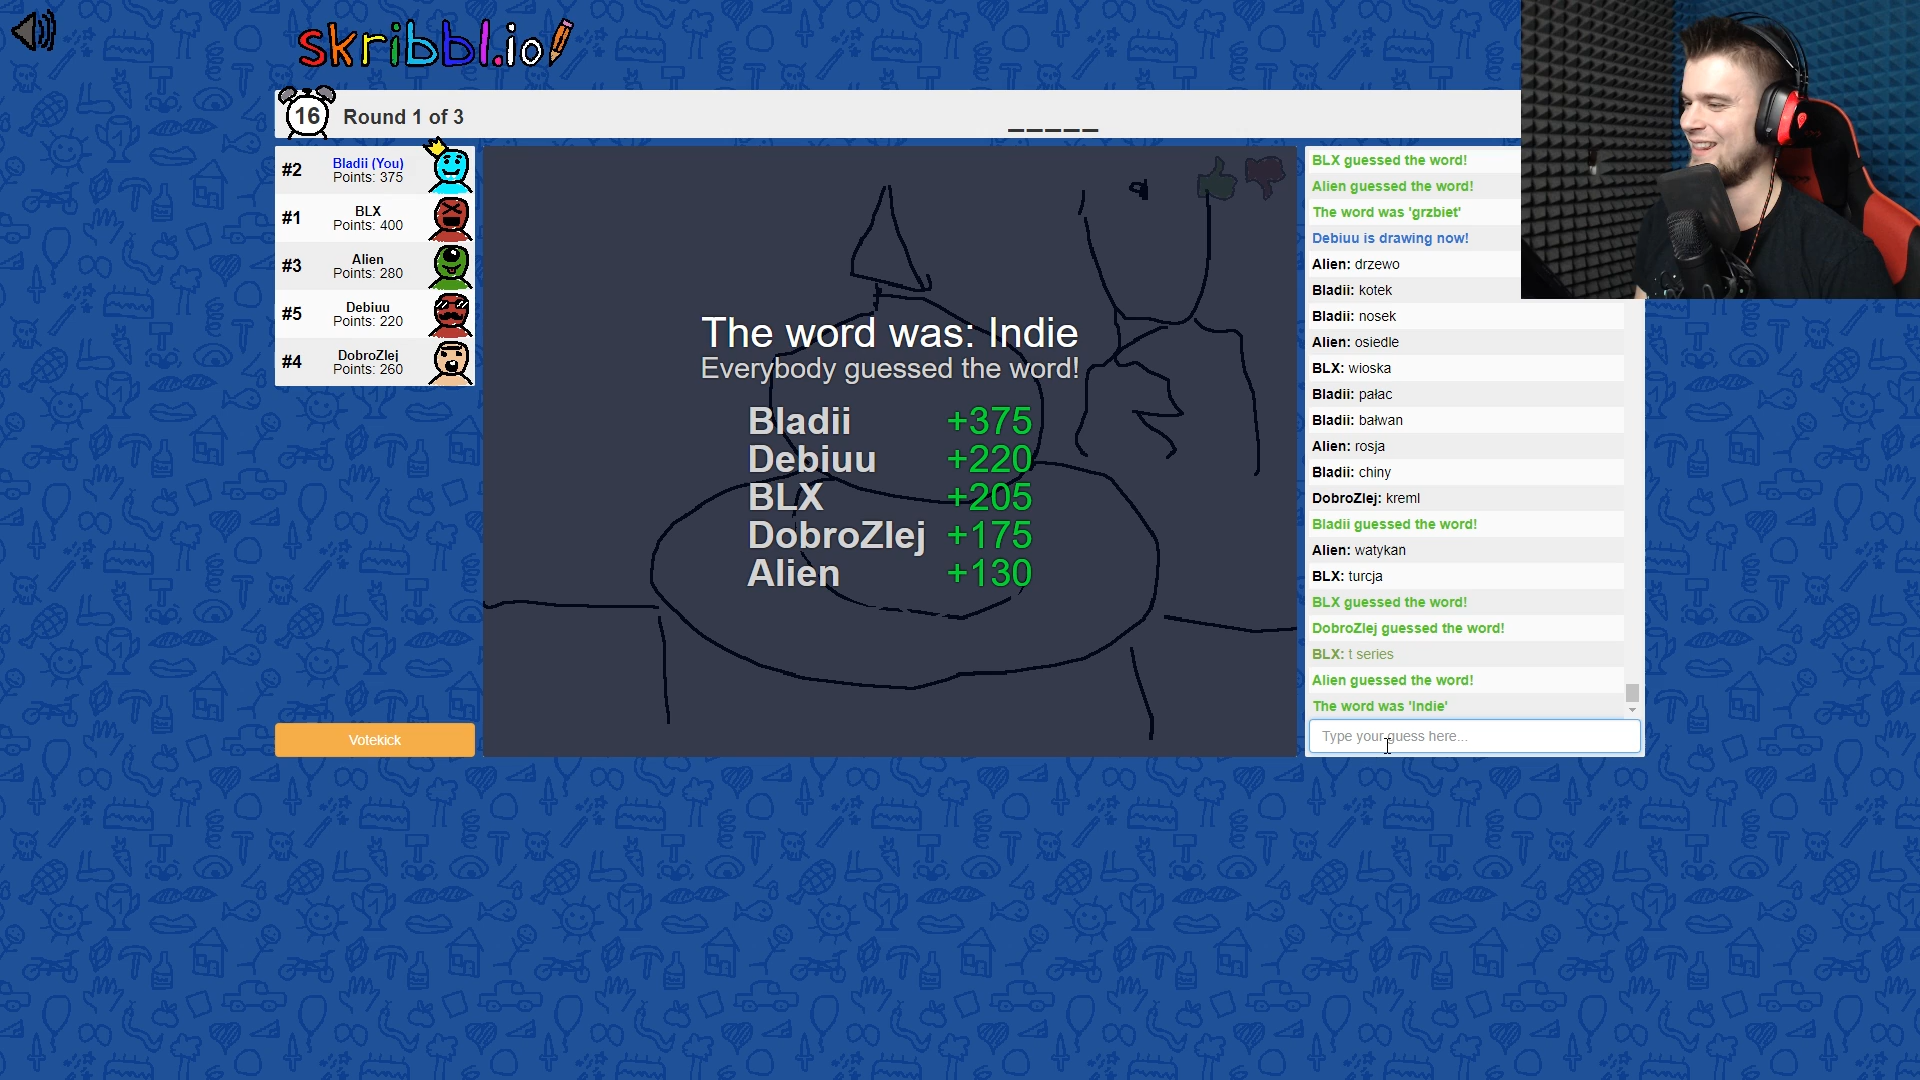 skribbl.io
16
Round 1 of 3
_ _ _ _ _
#2
Bladii (You)
Points: 375
#1
BLX
Points: 400
#3
Alien
Points: 280
#5
Debiuu
Points: 220
#4
DobroZlej
Points: 260
Votekick
The word was: Indie
Everybody guessed the word!
Bladii +375
Debiuu +220
BLX +205
DobroZlej +175
Alien +130
BLX guessed the word!
Alien guessed the word!
The word was 'grzbiet'
Debiuu is drawing now!
Alien: drzewo
Bladii: kotek
Bladii: nosek
Alien: osiedle
BLX: wioska
Bladii: pałac
Bladii: bałwan
Alien: rosja
Bladii: chiny
DobroZlej: kreml
Bladii guessed the word!
Alien: watykan
BLX: turcja
BLX guessed the word!
DobroZlej guessed the word!
BLX: t series
Alien guessed the word!
The word was 'Indie'
Type your guess here...